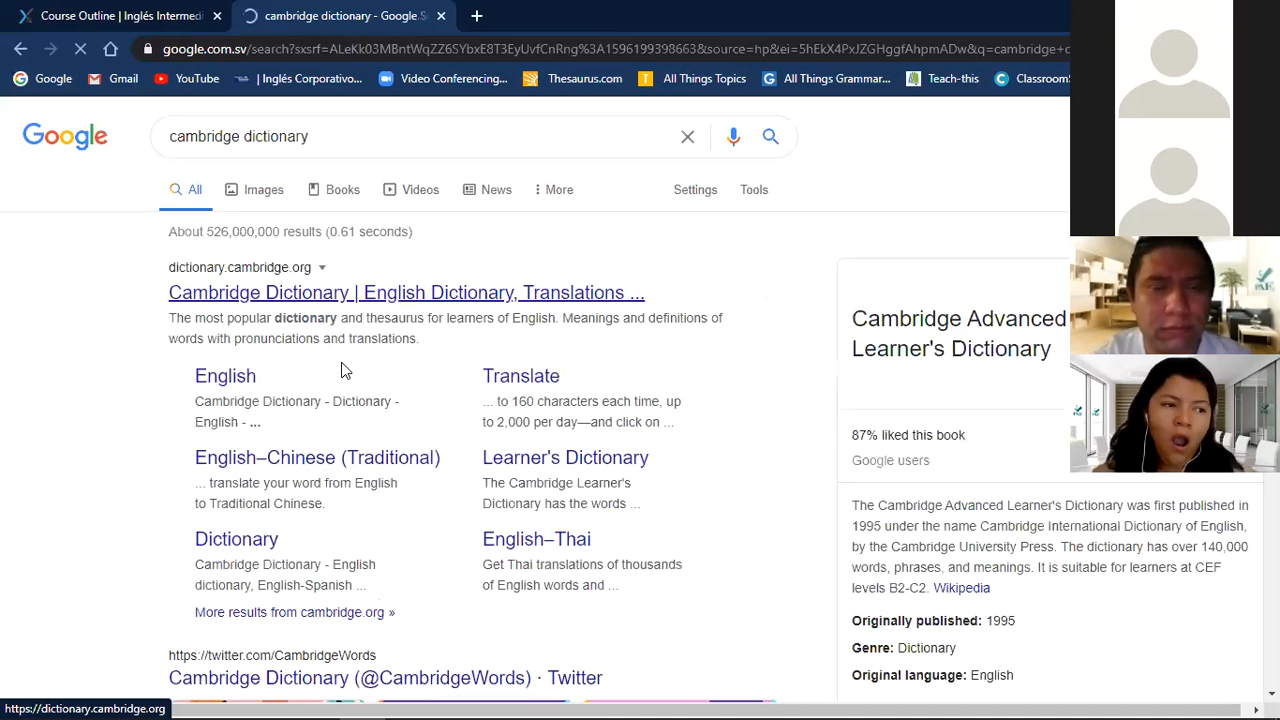 Course Outline | Inglés Intermedi
cambridge dictionary - Google S
google.com.sv/search?sxsrf=ALeKk03MBntWqZZ6SYbxE8T3EyUvfCnRng%3A1596199398663&source=hp&ei=5hEkX4PxJZGHggfAhpmADw&q=cambridge+c
Google
Gmail
YouTube
| Inglés Corporativo...
Video Conferencing...
Thesaurus.com
All Things Topics
All Things Grammar...
Teach-this
ClassroomS
Google
cambridge dictionary
All
Images
Books
Videos
News
More
Settings
Tools
About 526,000,000 results (0.61 seconds)
dictionary.cambridge.org
Cambridge Dictionary | English Dictionary, Translations ...
The most popular dictionary and thesaurus for learners of English. Meanings and definitions of
words with pronunciations and translations.
English
Cambridge Dictionary - Dictionary -
English - ...
Translate
... to 160 characters each time, up
to 2,000 per day—and click on ...
English–Chinese (Traditional)
... translate your word from English
to Traditional Chinese.
Learner's Dictionary
The Cambridge Learner's
Dictionary has the words ...
Dictionary
Cambridge Dictionary - English
dictionary, English-Spanish ...
English–Thai
Get Thai translations of thousands
of English words and ...
More results from cambridge.org »
https://twitter.com/CambridgeWords
Cambridge Dictionary (@CambridgeWords) · Twitter
Cambridge Advanced
Learner's Dictionary
87% liked this book
Google users
The Cambridge Advanced Learner's Dictionary was first published in
1995 under the name Cambridge International Dictionary of English,
by the Cambridge University Press. The dictionary has over 140,000
words, phrases, and meanings. It is suitable for learners at CEF
levels B2-C2. Wikipedia
Originally published: 1995
Genre: Dictionary
Original language: English
https://dictionary.cambridge.org